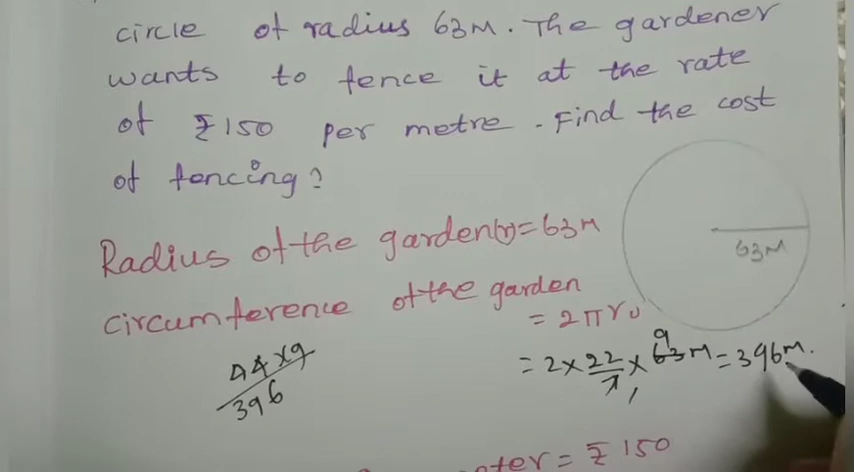 circle of radius 63M. The gardener
wants to fence it at the rate
of ₹150 per metre. Find the cost
of fencing?
Radius of the garden(r)=63M
63M
circumference of the garden
= 2πr
44x9
396
= 2 x 22/7 x 63M = 396M.
9
1
= ₹150